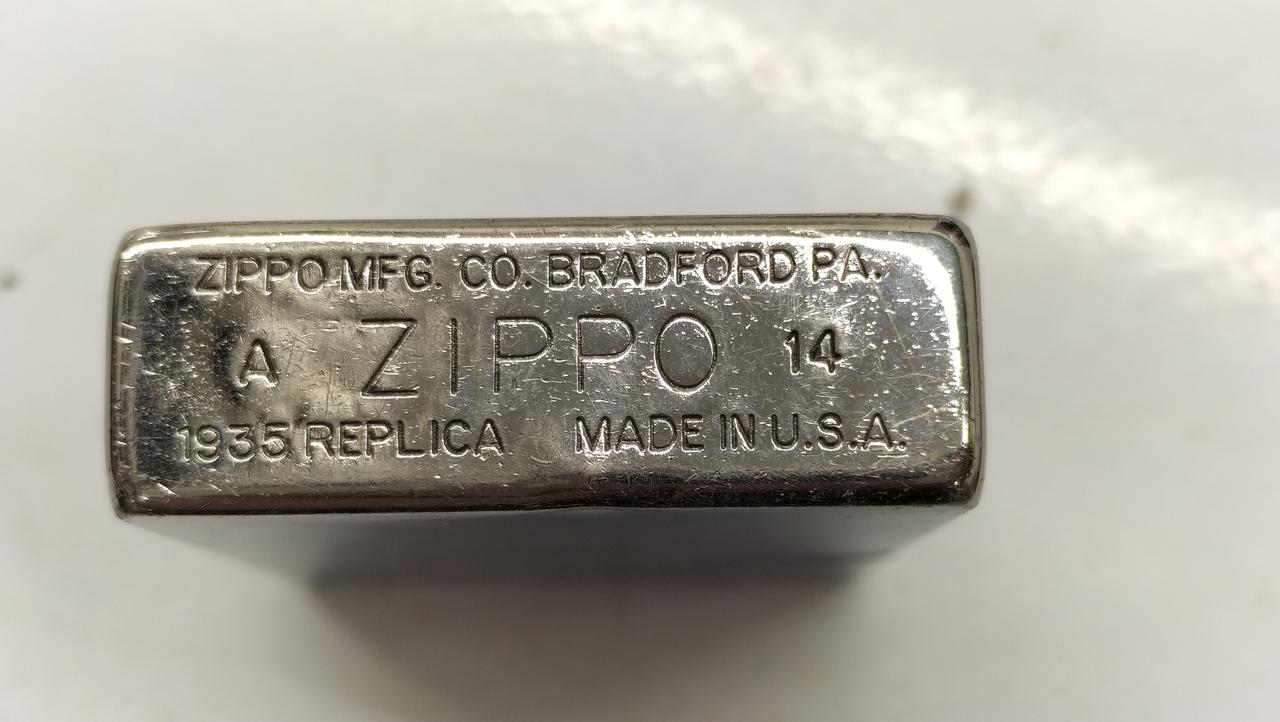 ZIPPO MFG. CO. BRADFORD PA.
A ZIPPO 14
1935 REPLICA MADE IN U.S.A.